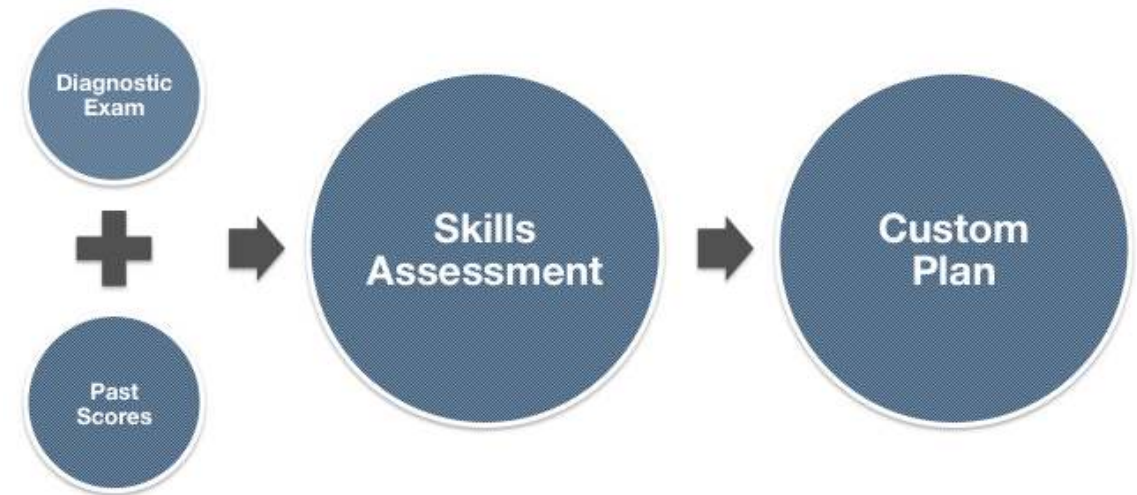 Diagnostic
Exam
Past
Scores
Skills
Assessment
Custom
Plan